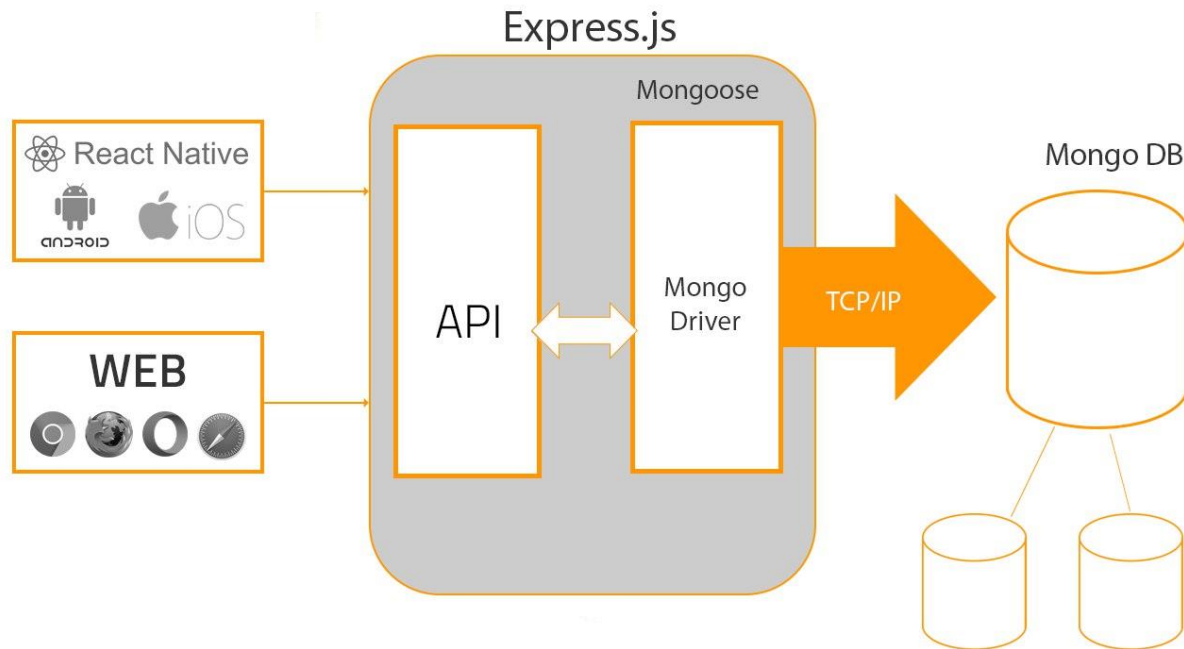 Express.js
Mongoose
React Native
ANDROID
iOS
WEB
API
Mongo
Driver
TCP/IP
Mongo DB